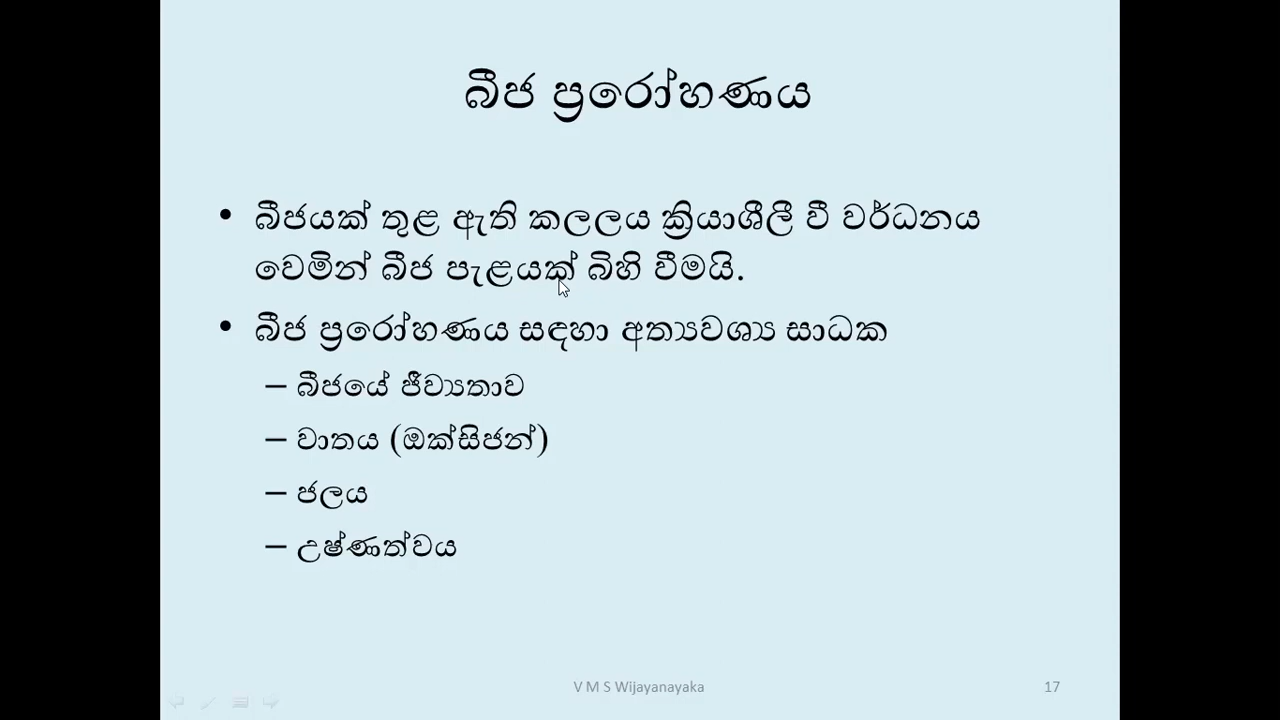 බීජ ප්‍රරෝහණය
• බීජයක් තුළ ඇති කලලය ක්‍රියාශීලී වී වර්ධනය
වෙමින් බීජ පැළයක් බිහි වීමයි.
• බීජ ප්‍රරෝහණය සඳහා අත්‍යවශ්‍ය සාධක
– බීජයේ ජීව්‍යතාව
– වාතය (ඔක්සිජන්)
– ජලය
– උෂ්ණත්වය
V M S Wijayanayaka
17